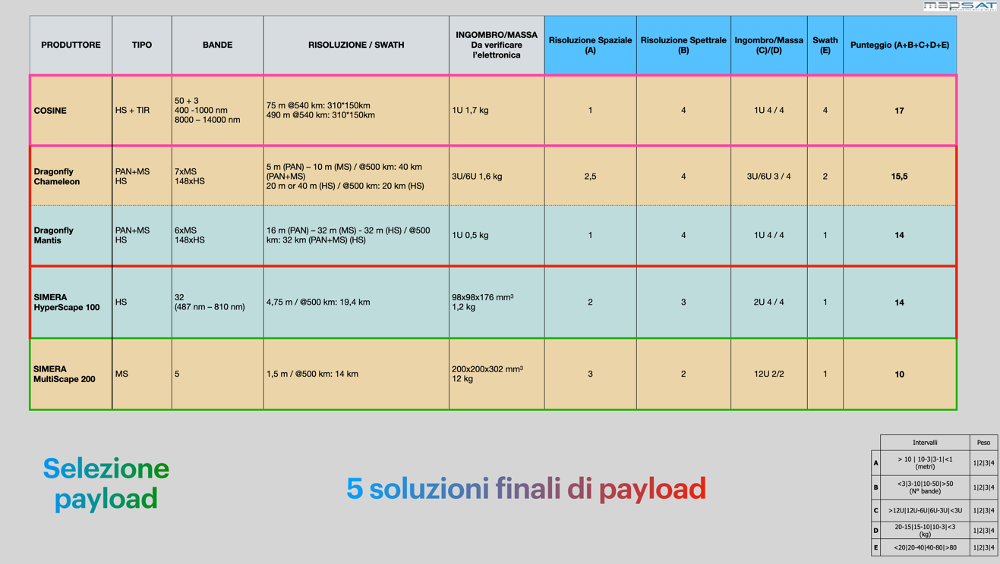 mapSAT
PRODUTTORE
TIPO
BANDE
RISOLUZIONE / SWATH
INGOMBRO/MASSA
Da verificare
l'elettronica
Risoluzione Spaziale
(A)
Risoluzione Spettrale
(B)
Ingombro/Massa
(C)/(D)
Swath
(E)
Punteggio (A+B+C+D+E)
COSINE
HS + TIR
50 + 3
400 -1000 nm
8000 – 14000 nm
75 m @540 km: 310*150km
490 m @540 km: 310*150km
1U 1,7 kg
1
4
1U 4 / 4
4
17
Dragonfly
Chameleon
PAN+MS
HS
7xMS
148xHS
5 m (PAN) – 10 m (MS) / @500 km: 40 km
(PAN+MS)
20 m or 40 m (HS) / @500 km: 20 km (HS)
3U/6U 1,6 kg
2,5
4
3U/6U 3 / 4
2
15,5
Dragonfly
Mantis
PAN+MS
HS
6xMS
148xHS
16 m (PAN) – 32 m (MS) - 32 m (HS) / @500
km: 32 km (PAN+MS) (HS)
1U 0,5 kg
1
4
1U 4 / 4
1
14
SIMERA
HyperScape 100
HS
32
(487 nm – 810 nm)
4,75 m / @500 km: 19,4 km
98x98x176 mm³
1,2 kg
2
3
2U 4 / 4
1
14
SIMERA
MultiScape 200
MS
5
1,5 m / @500 km: 14 km
200x200x302 mm³
12 kg
3
2
12U 2/2
1
10
Selezione
payload
5 soluzioni finali di payload
Intervalli
Peso
A
> 10 | 10-3|3-1|<1
(metri)
1|2|3|4
B
<3|3-10|10-50|>50
(N° bande)
1|2|3|4
C
>12U|12U-6U|6U-3U|<3U
1|2|3|4
D
20-15|15-10|10-3|<3
(kg)
1|2|3|4
E
<20|20-40|40-80|>80
1|2|3|4